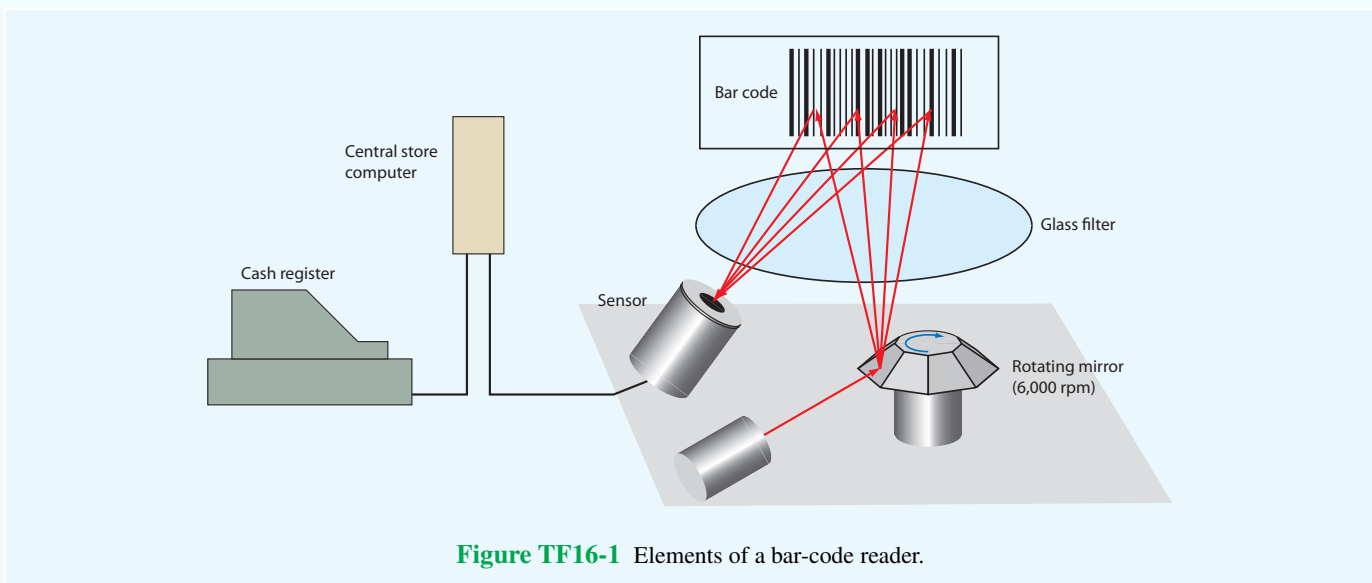 Bar code
Central store
computer
Glass filter
Cash register
Sensor
Rotating mirror
(6,000 rpm)
Figure TF16-1 Elements of a bar-code reader.